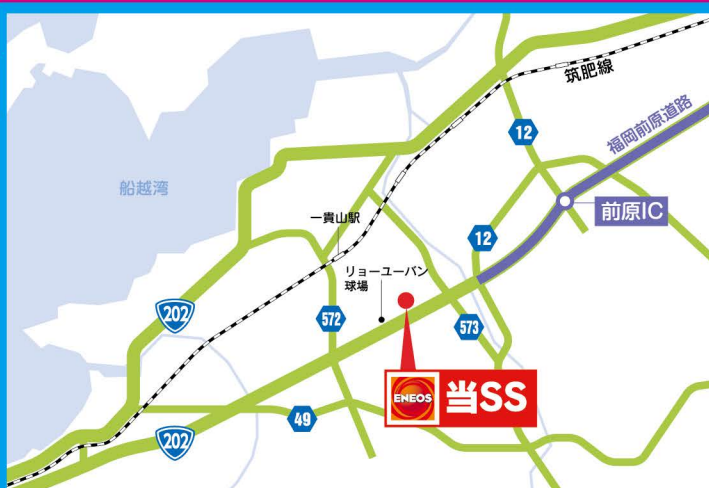 筑肥線
12
福岡前原道路
船越湾
前原IC
一貴山駅
12
リョーユーパン
球場
202
572
573
ENEOS
当SS
49
202